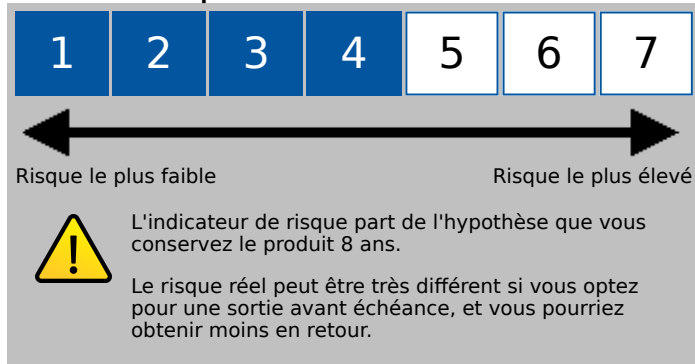 1 2 3 4 5 6 7
Risque le plus faible Risque le plus élevé
L'indicateur de risque part de l'hypothèse que vous
conservez le produit 8 ans.
Le risque réel peut être très différent si vous optez
pour une sortie avant échéance, et vous pourriez
obtenir moins en retour.